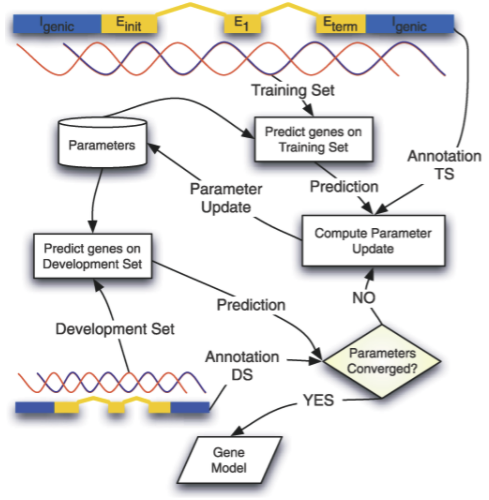 Igenic Einit E1 Eterm Igenic
Training Set
Predict genes on
Training Set
Parameters
Annotation
TS
Prediction
Parameter
Update
Compute Parameter
Update
Predict genes on
Development Set
Prediction
NO
Development Set
Annotation
DS
Parameters
Converged?
YES
Gene
Model